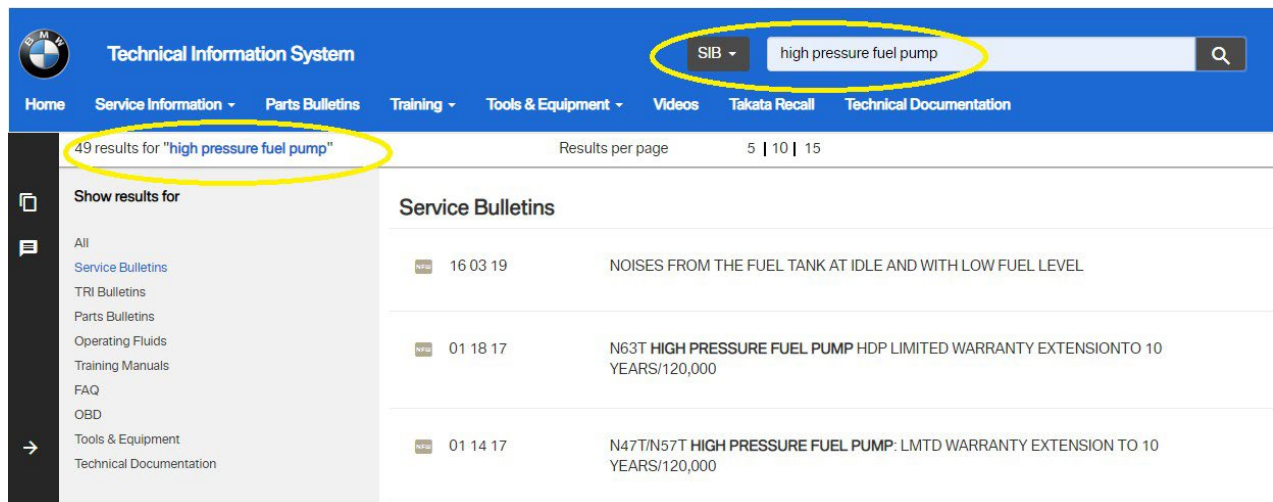 BMW
Technical Information System
SIB
high pressure fuel pump
Home Service Information Parts Bulletins Training Tools & Equipment Videos Takata Recall Technical Documentation
49 results for "high pressure fuel pump"
Results per page 5 | 10 | 15
Show results for
All
Service Bulletins
TRI Bulletins
Parts Bulletins
Operating Fluids
Training Manuals
FAQ
OBD
Tools & Equipment
Technical Documentation
Service Bulletins
NEW 16 03 19 NOISES FROM THE FUEL TANK AT IDLE AND WITH LOW FUEL LEVEL
NEW 01 18 17 N63T HIGH PRESSURE FUEL PUMP HDP LIMITED WARRANTY EXTENSIONTO 10
YEARS/120,000
NEW 01 14 17 N47T/N57T HIGH PRESSURE FUEL PUMP: LMTD WARRANTY EXTENSION TO 10
YEARS/120,000